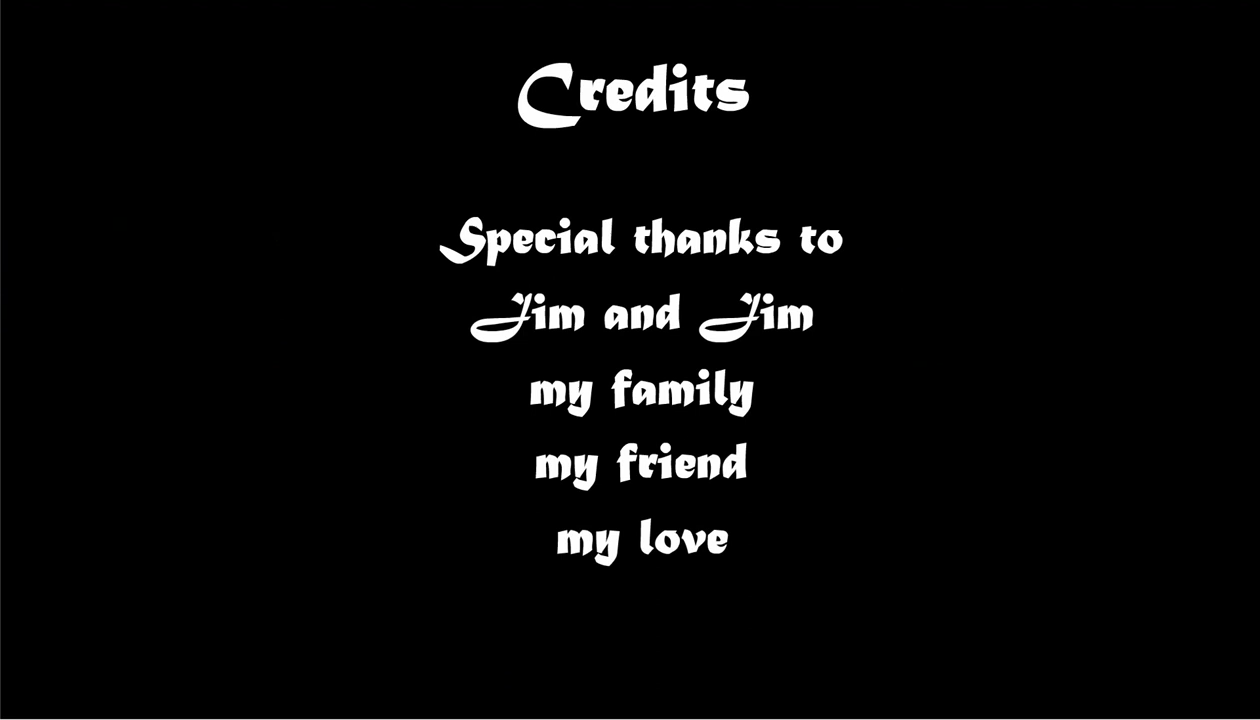 Credits
Special thanks to
Jim and Jim
my family
my friend
my love